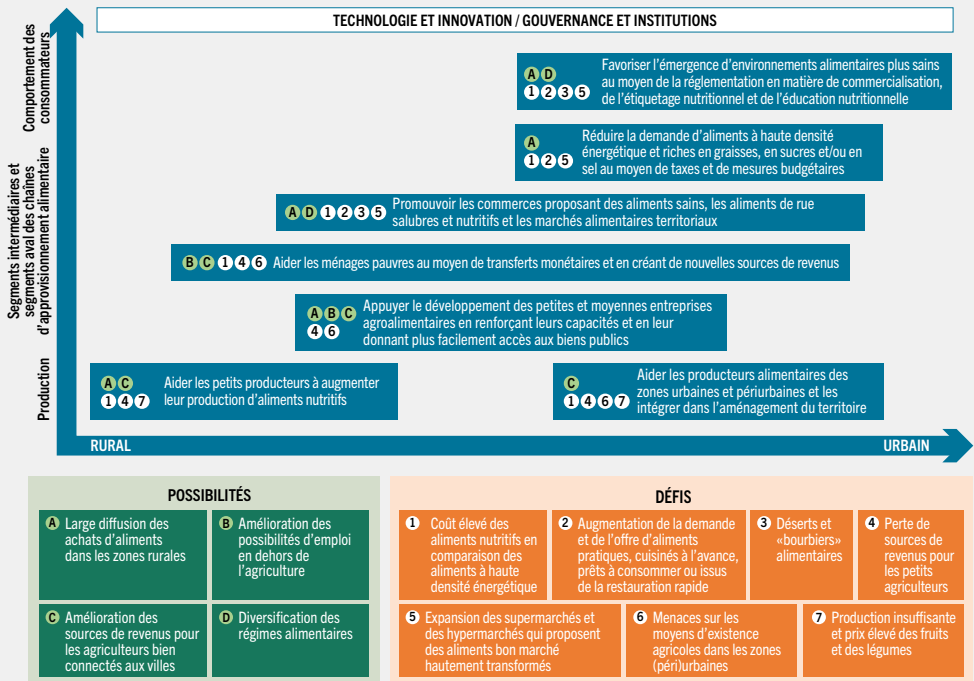 TECHNOLOGIE ET INNOVATION / GOUVERNANCE ET INSTITUTIONS
Comportement des
consommateurs
Segments intermédiaires et
segments aval des chaînes
d'approvisionnement alimentaire
Production
A D
1 2 3 5
Favoriser l'émergence d'environnements alimentaires plus sains
au moyen de la réglementation en matière de commercialisation,
de l'étiquetage nutritionnel et de l'éducation nutritionnelle
A
1 2 5
Réduire la demande d'aliments à haute densité
énergétique et riches en graisses, en sucres et/ou en
sel au moyen de taxes et de mesures budgétaires
A D 1 2 3 5
Promouvoir les commerces proposant des aliments sains, les aliments de rue
salubres et nutritifs et les marchés alimentaires territoriaux
B C 1 4 6 Aider les ménages pauvres au moyen de transferts monétaires et en créant de nouvelles sources de revenus
A B C
4 6
Appuyer le développement des petites et moyennes entreprises
agroalimentaires en renforçant leurs capacités et en leur
donnant plus facilement accès aux biens publics
A C
1 4 7
Aider les petits producteurs à augmenter
leur production d'aliments nutritifs
C
1 4 6 7
Aider les producteurs alimentaires des
zones urbaines et périurbaines et les
intégrer dans l'aménagement du territoire
RURAL
URBAIN
POSSIBILITÉS
A Large diffusion des
achats d'aliments
dans les zones rurales
B Amélioration des
possibilités d'emploi
en dehors de
l'agriculture
C Amélioration des
sources de revenus pour
les agriculteurs bien
connectés aux villes
D Diversification des
régimes alimentaires
DÉFIS
1 Coût élevé des
aliments nutritifs en
comparaison des
aliments à haute
densité énergétique
2 Augmentation de la demande
et de l'offre d'aliments
pratiques, cuisinés à l'avance,
prêts à consommer ou issus
de la restauration rapide
3 Déserts et
«bourbiers»
alimentaires
4 Perte de
sources de
revenus pour
les petits
agriculteurs
5 Expansion des supermarchés et
des hypermarchés qui proposent
des aliments bon marché
hautement transformés
6 Menaces sur les
moyens d'existence
agricoles dans les zones
(péri)urbaines
7 Production insuffisante
et prix élevé des fruits
et des légumes